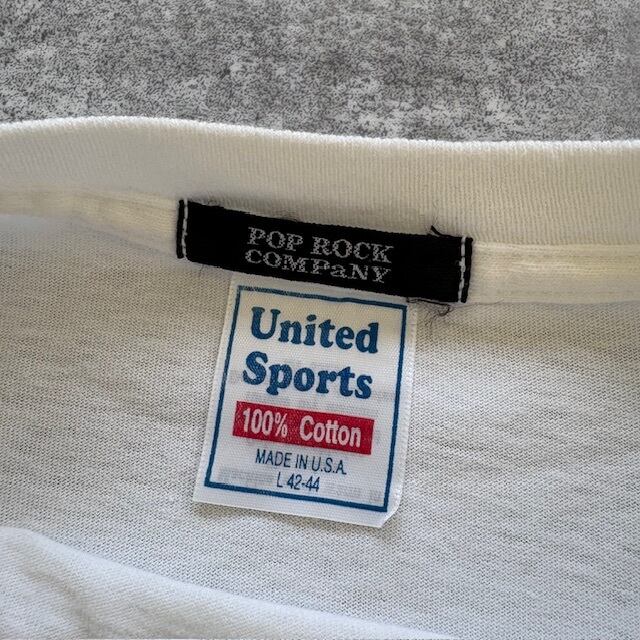 POP ROCK
COMPaNY
United
Sports
100% Cotton
MADE IN U.S.A.
L 42-44